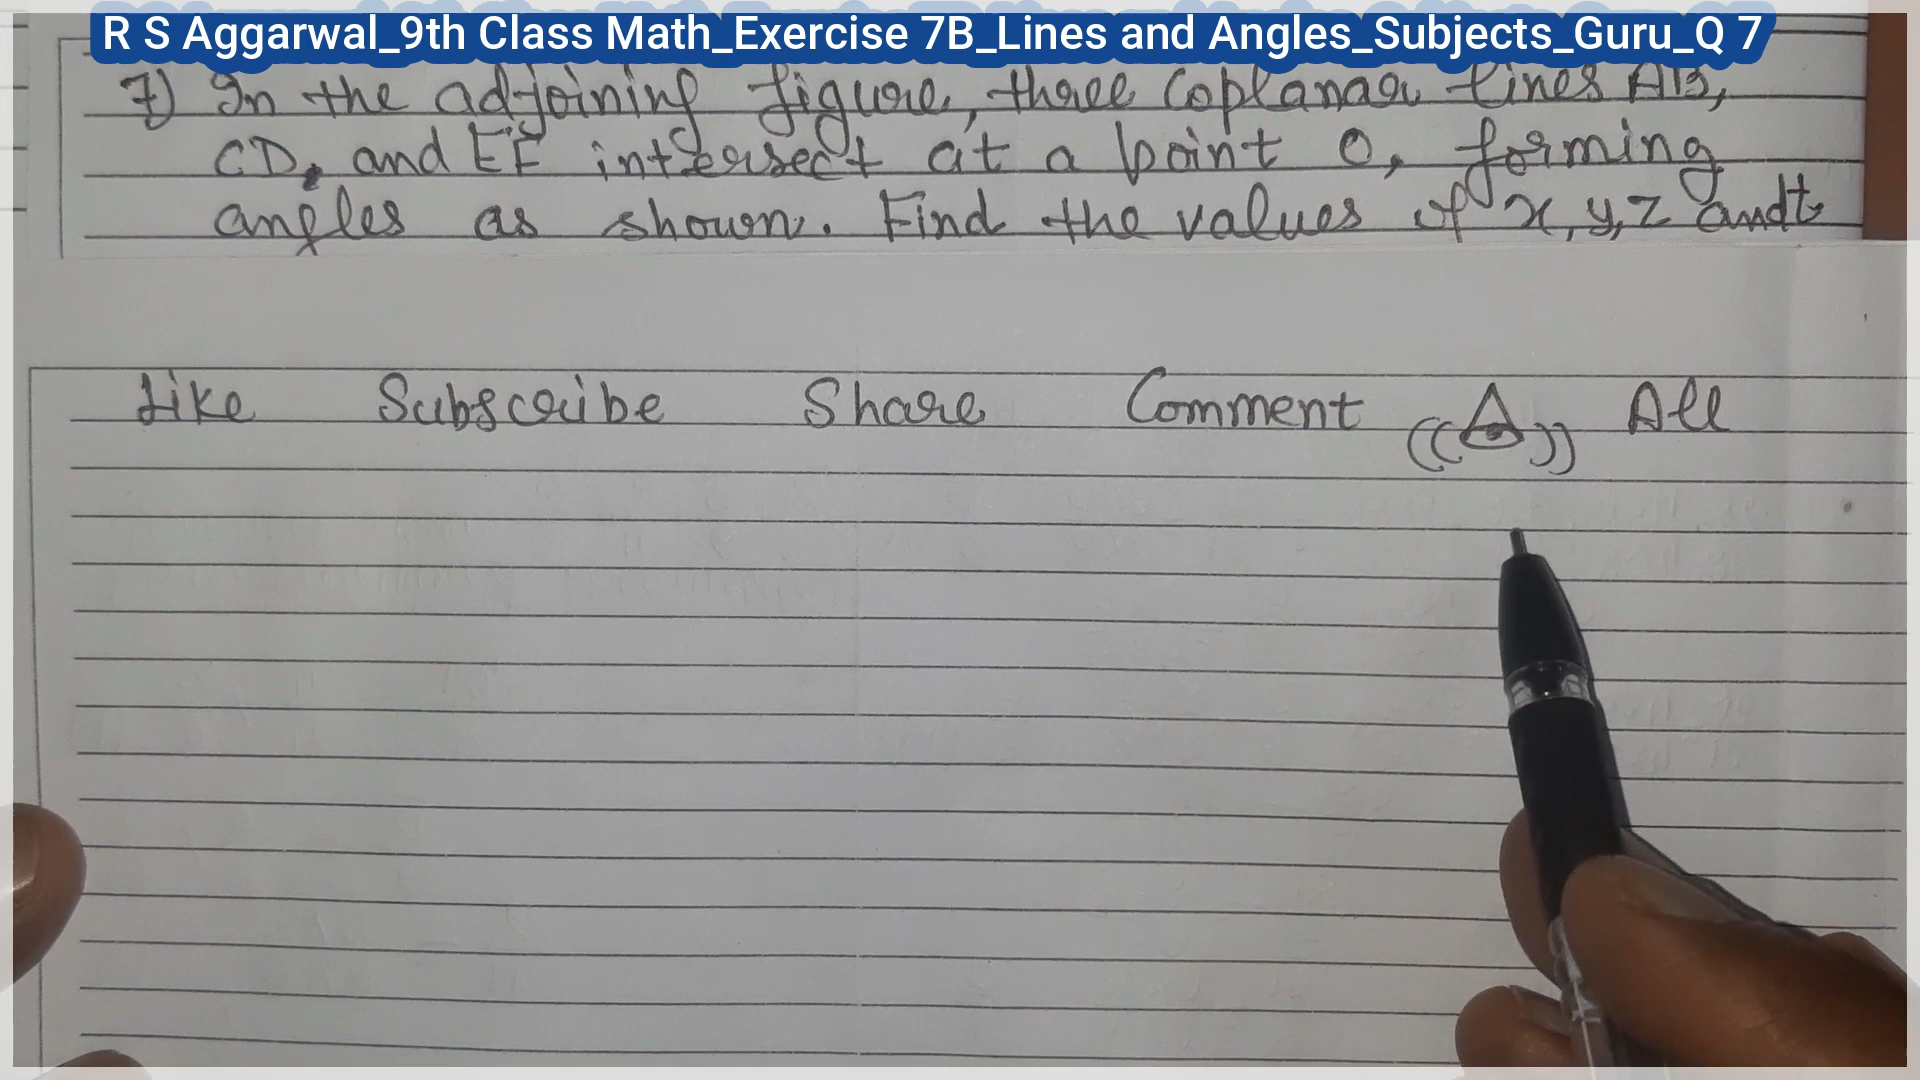 R S Aggarwal_9th Class Math_Exercise 7B_Lines and Angles_Subjects_Guru_Q 7
7) In the adjoining figure, three Coplanar lines AB,
CD, and EF intersect at a point O, forming
angles as shown. Find the values of x, y, z and t
Like Subscribe Share Comment All